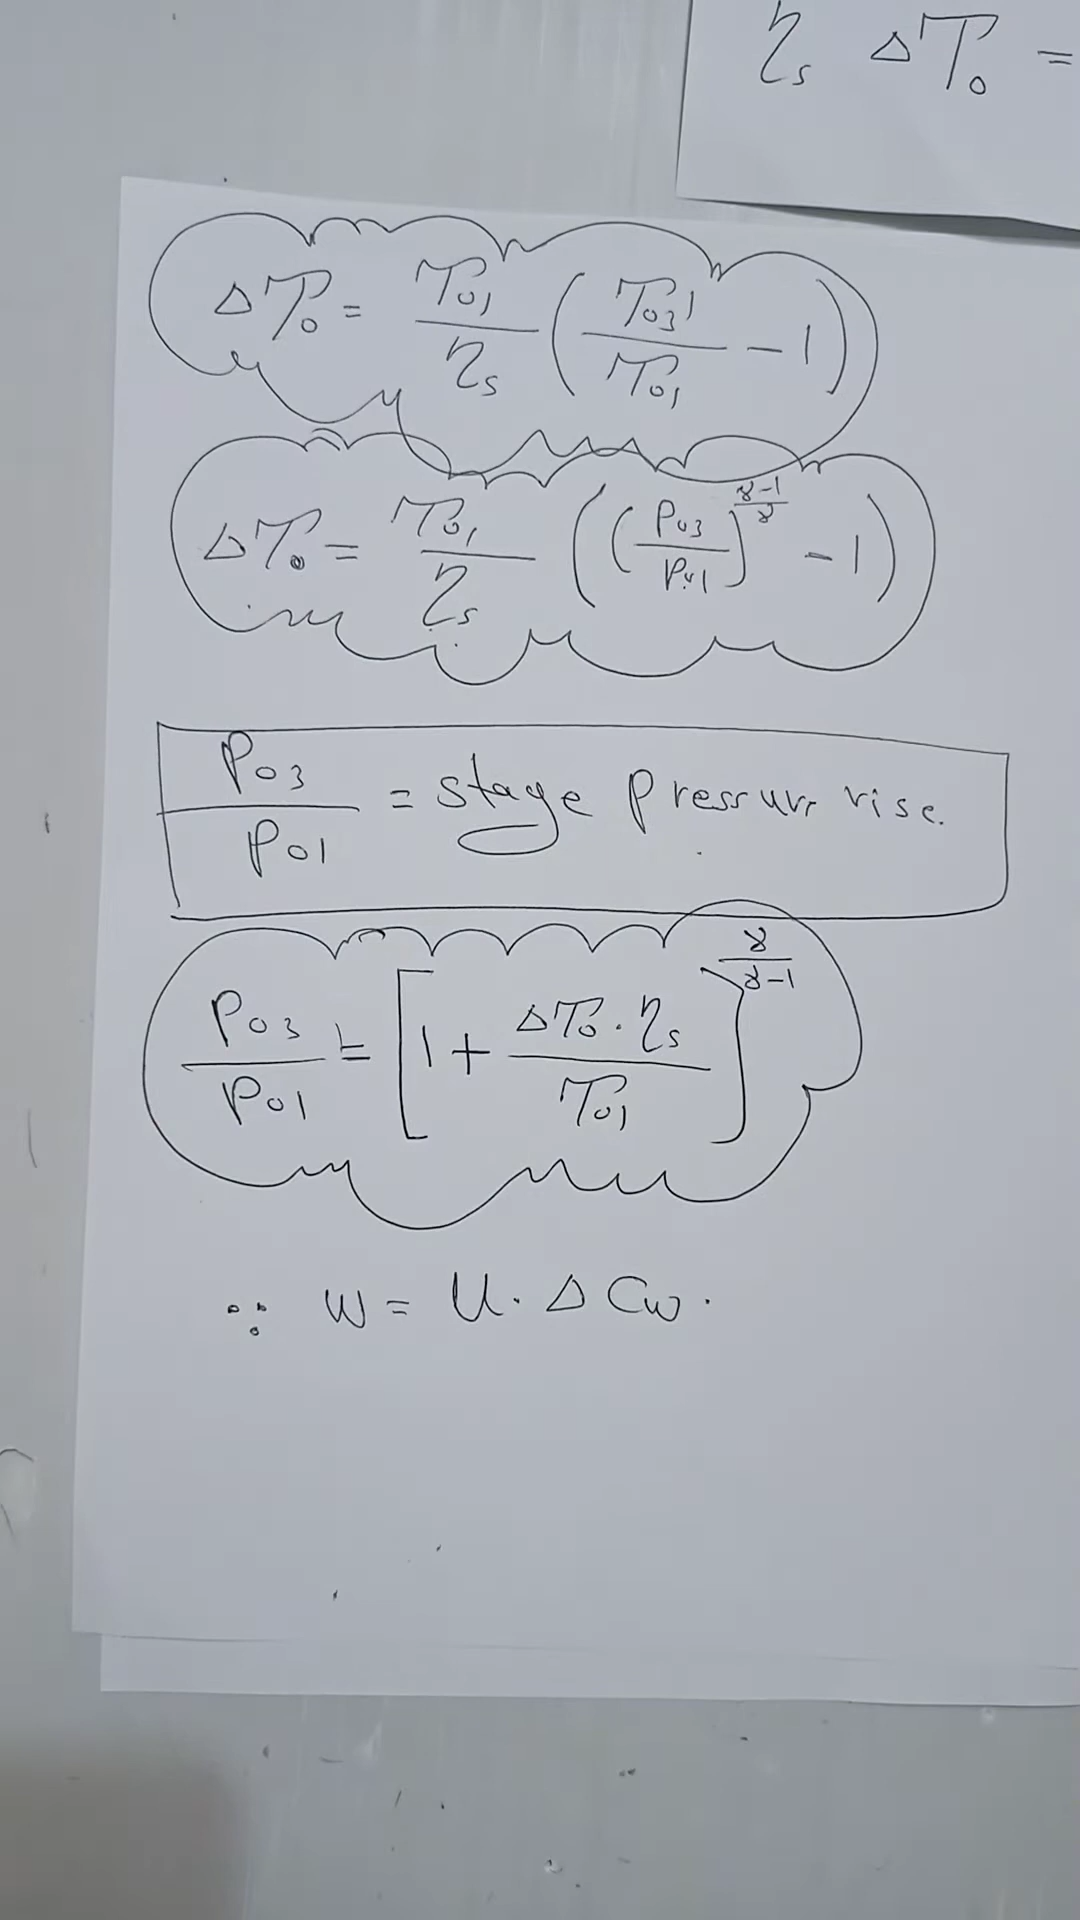 ηs ΔT₀ =
ΔT₀ = T₀₁/ηs (T₀₃'/T₀₁ − 1)
ΔT₀ = T₀₁/ηs ((P₀₃/P₀₁)^((γ−1)/γ) − 1)
P₀₃/P₀₁ = stage pressure rise.
P₀₃/P₀₁ = [1 + ΔT₀·ηs/T₀₁]^(γ/(γ−1))
∵ W = U · ΔCw.